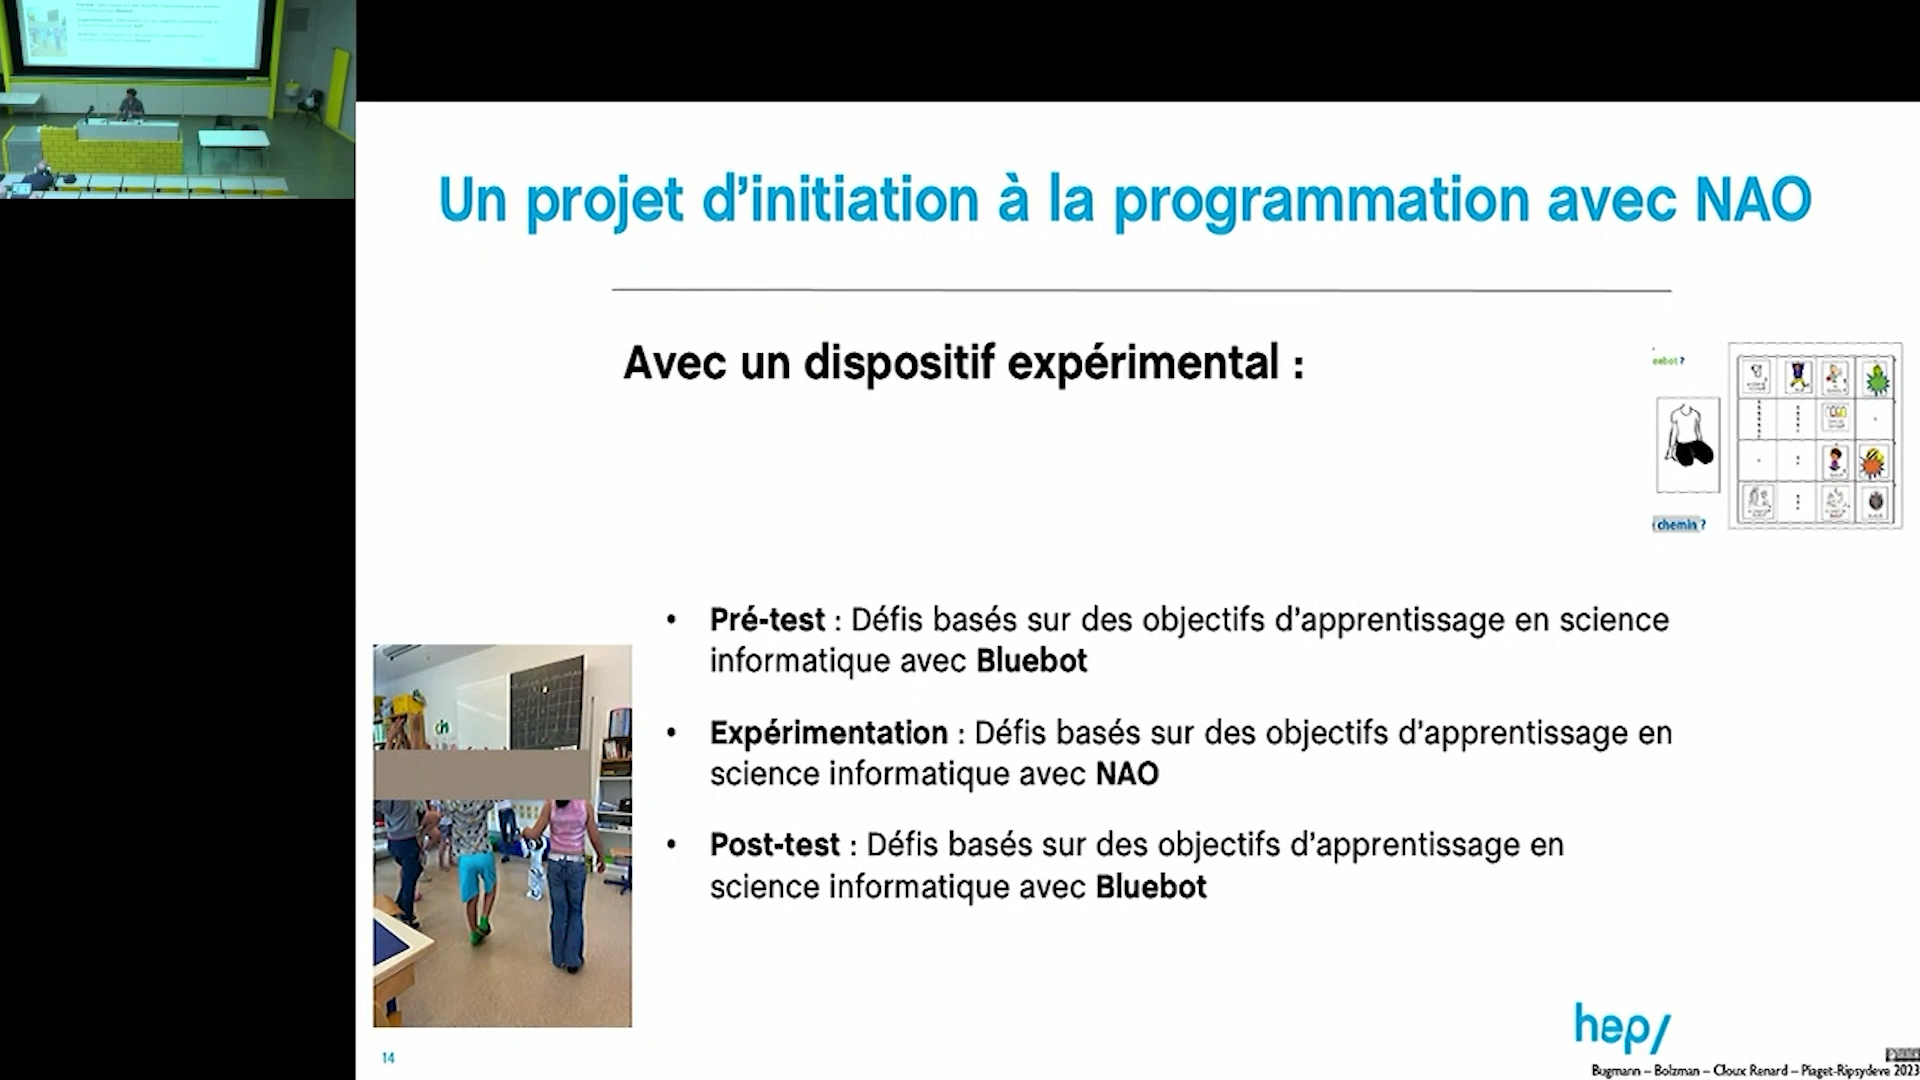 Un projet d'initiation à la programmation avec NAO
Avec un dispositif expérimental :
eebot ?
chemin ?
• Pré-test : Défis basés sur des objectifs d'apprentissage en science
informatique avec Bluebot
• Expérimentation : Défis basés sur des objectifs d'apprentissage en
science informatique avec NAO
• Post-test : Défis basés sur des objectifs d'apprentissage en
science informatique avec Bluebot
hep/
14
Bugmann – Bolzman – Cloux Renard – Piaget-Ripsydeve 2023